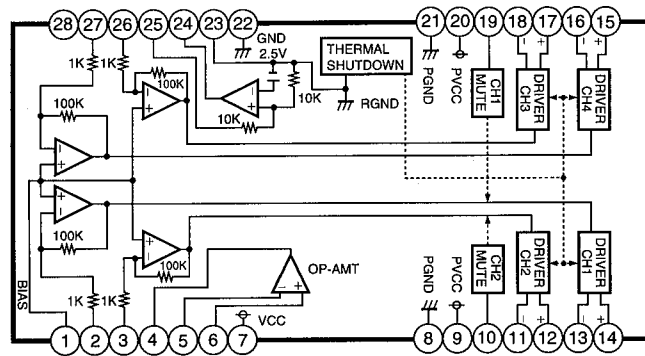 28 27 26 25 24 23 22 21 20 19 18 17 16 15
GND
2.5V
1K 1K
THERMAL
SHUTDOWN
PGND
PVCC
CH1
MUTE
− + − +
DRIVER
CH3
DRIVER
CH4
100K
100K
10K
10K
RGND
− +
− +
− +
+ −
+ −
100K
100K
BIAS
1K 1K
OP-AMT
− +
VCC
PGND
PVCC
CH2
MUTE
DRIVER
CH2
DRIVER
CH1
− + − +
1 2 3 4 5 6 7 8 9 10 11 12 13 14